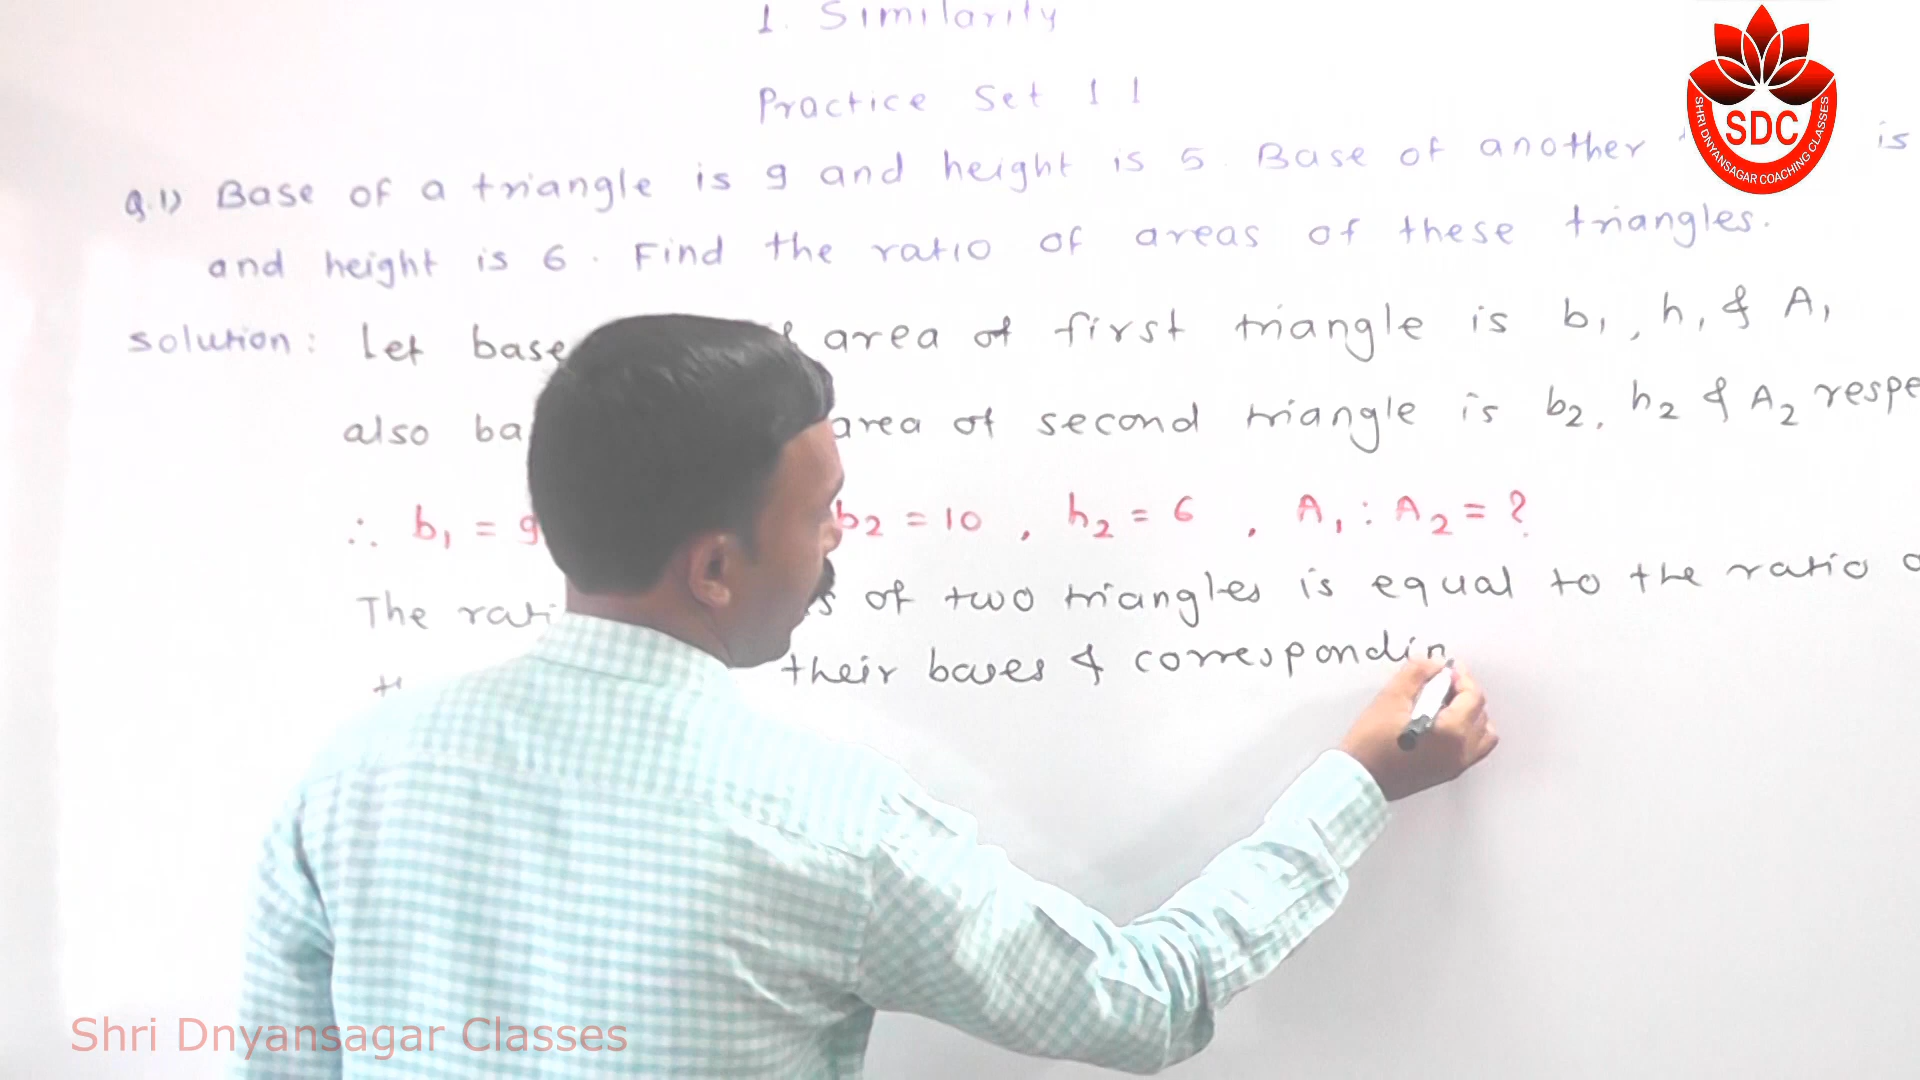 1. Similarity
Practice Set 1 1
Q.1) Base of a triangle is 9 and height is 5. Base of another is
and height is 6. Find the ratio of areas of these triangles.
solution: Let base area of first triangle is b1, h1 & A1
also ba area of second triangle is b2, h2 & A2 respe
∴ b1 = 9 b2 = 10, h2 = 6, A1 : A2 = ?
The rati s of two triangles is equal to the ratio o
their bases & correspondin
SHRI DNYANSAGAR COACHING CLASSES
SDC
Shri Dnyansagar Classes